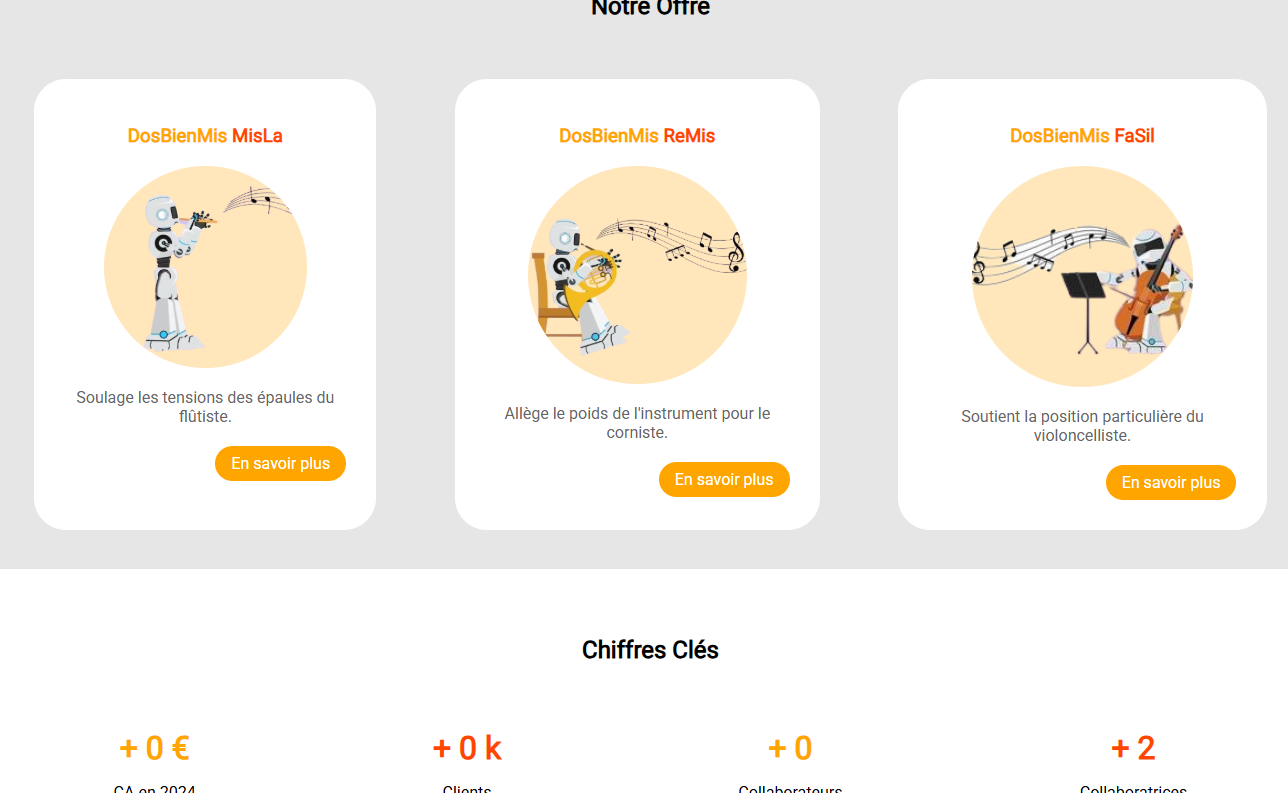 Notre Offre
DosBienMis MisLa
Soulage les tensions des épaules du
flûtiste.
En savoir plus
DosBienMis ReMis
Allège le poids de l'instrument pour le
corniste.
En savoir plus
DosBienMis FaSil
Soutient la position particulière du
violoncelliste.
En savoir plus
Chiffres Clés
+ 0 €
CA en 2024
+ 0 k
Clients
+ 0
Collaborateurs
+ 2
Collaboratrices